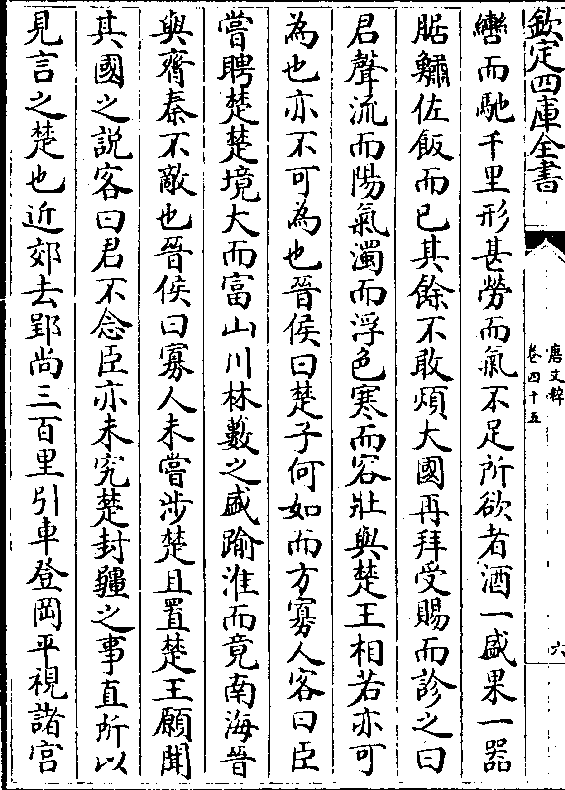 欽定四庫全書
唐文粹
卷四十五
六
轡而馳千里形甚勞而氣不足所欲者酒一盛果一器
腒鱐佐飯而已其餘不敢煩大國再拜受賜而診之曰
君聲流而陽氣濁而浮色寒而容壯與楚王相若亦可
為也亦不可為也晉侯曰楚子何如而方寡人客曰臣
嘗聘楚楚境大而富山川林藪之盛踰淮而竟南海晉
與齊秦不敵也晉侯曰寡人未嘗涉楚且置楚王願聞
其國之說客曰君不念臣亦未究楚封疆之事直所以
見言之楚也近郊去郢尚三百里引車登岡平視諸宮